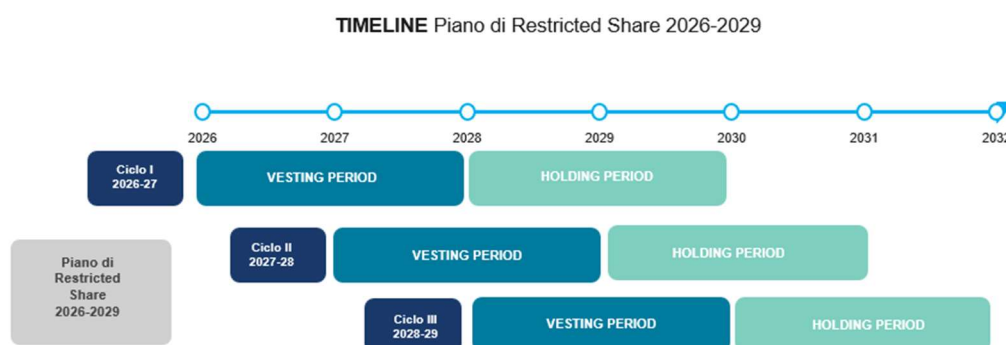 TIMELINE Piano di Restricted Share 2026-2029
2026 2027 2028 2029 2030 2031 2032
Ciclo I
2026-27
VESTING PERIOD
HOLDING PERIOD
Ciclo II
2027-28
VESTING PERIOD
HOLDING PERIOD
Piano di
Restricted
Share
2026-2029
Ciclo III
2028-29
VESTING PERIOD
HOLDING PERIOD